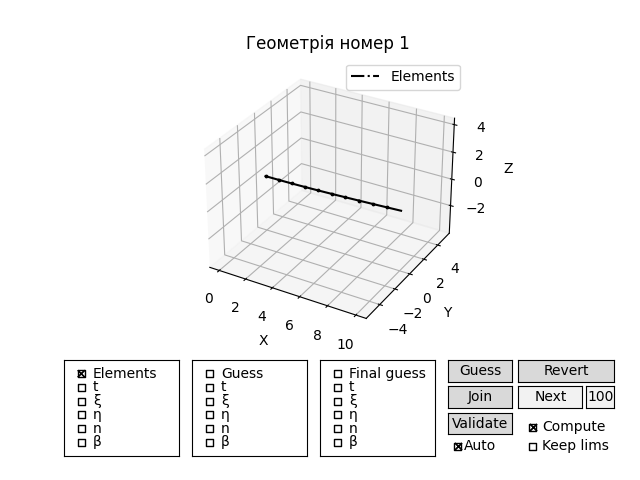 Геометрія номер 1
Elements
4
2
0
−2
Z
0
2
4
6
8
10
X
−4
−2
0
2
4
Y
Elements
t
ξ
η
n
β
Guess
t
ξ
η
n
β
Final guess
t
ξ
η
n
β
Guess
Revert
Join
Next
100
Validate
Compute
Auto
Keep lims